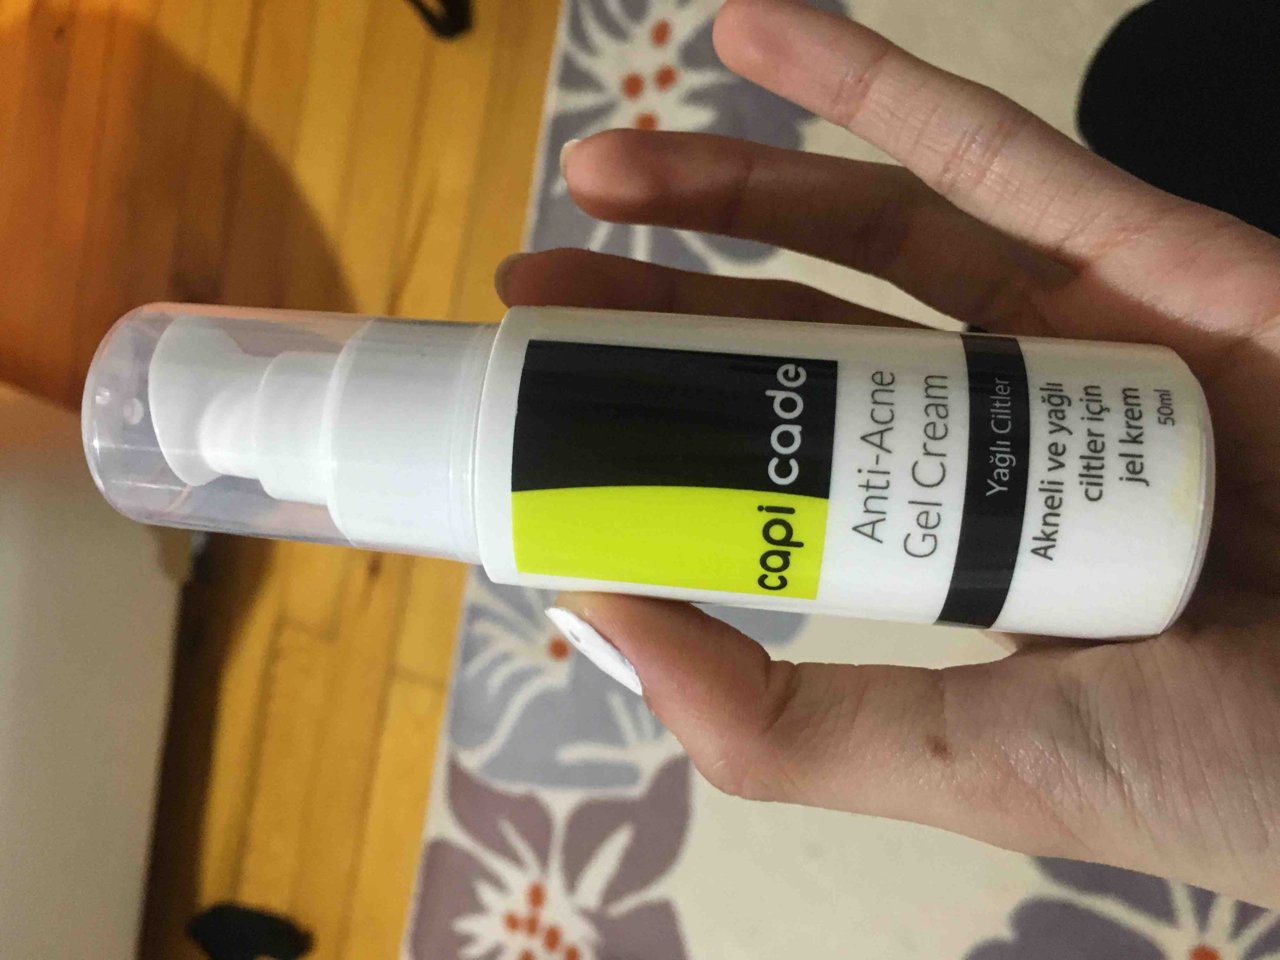 capi cade
Anti-Acne
Gel Cream
Yağlı Ciltler
Akneli ve yağlı
ciltler için
jel krem
50ml